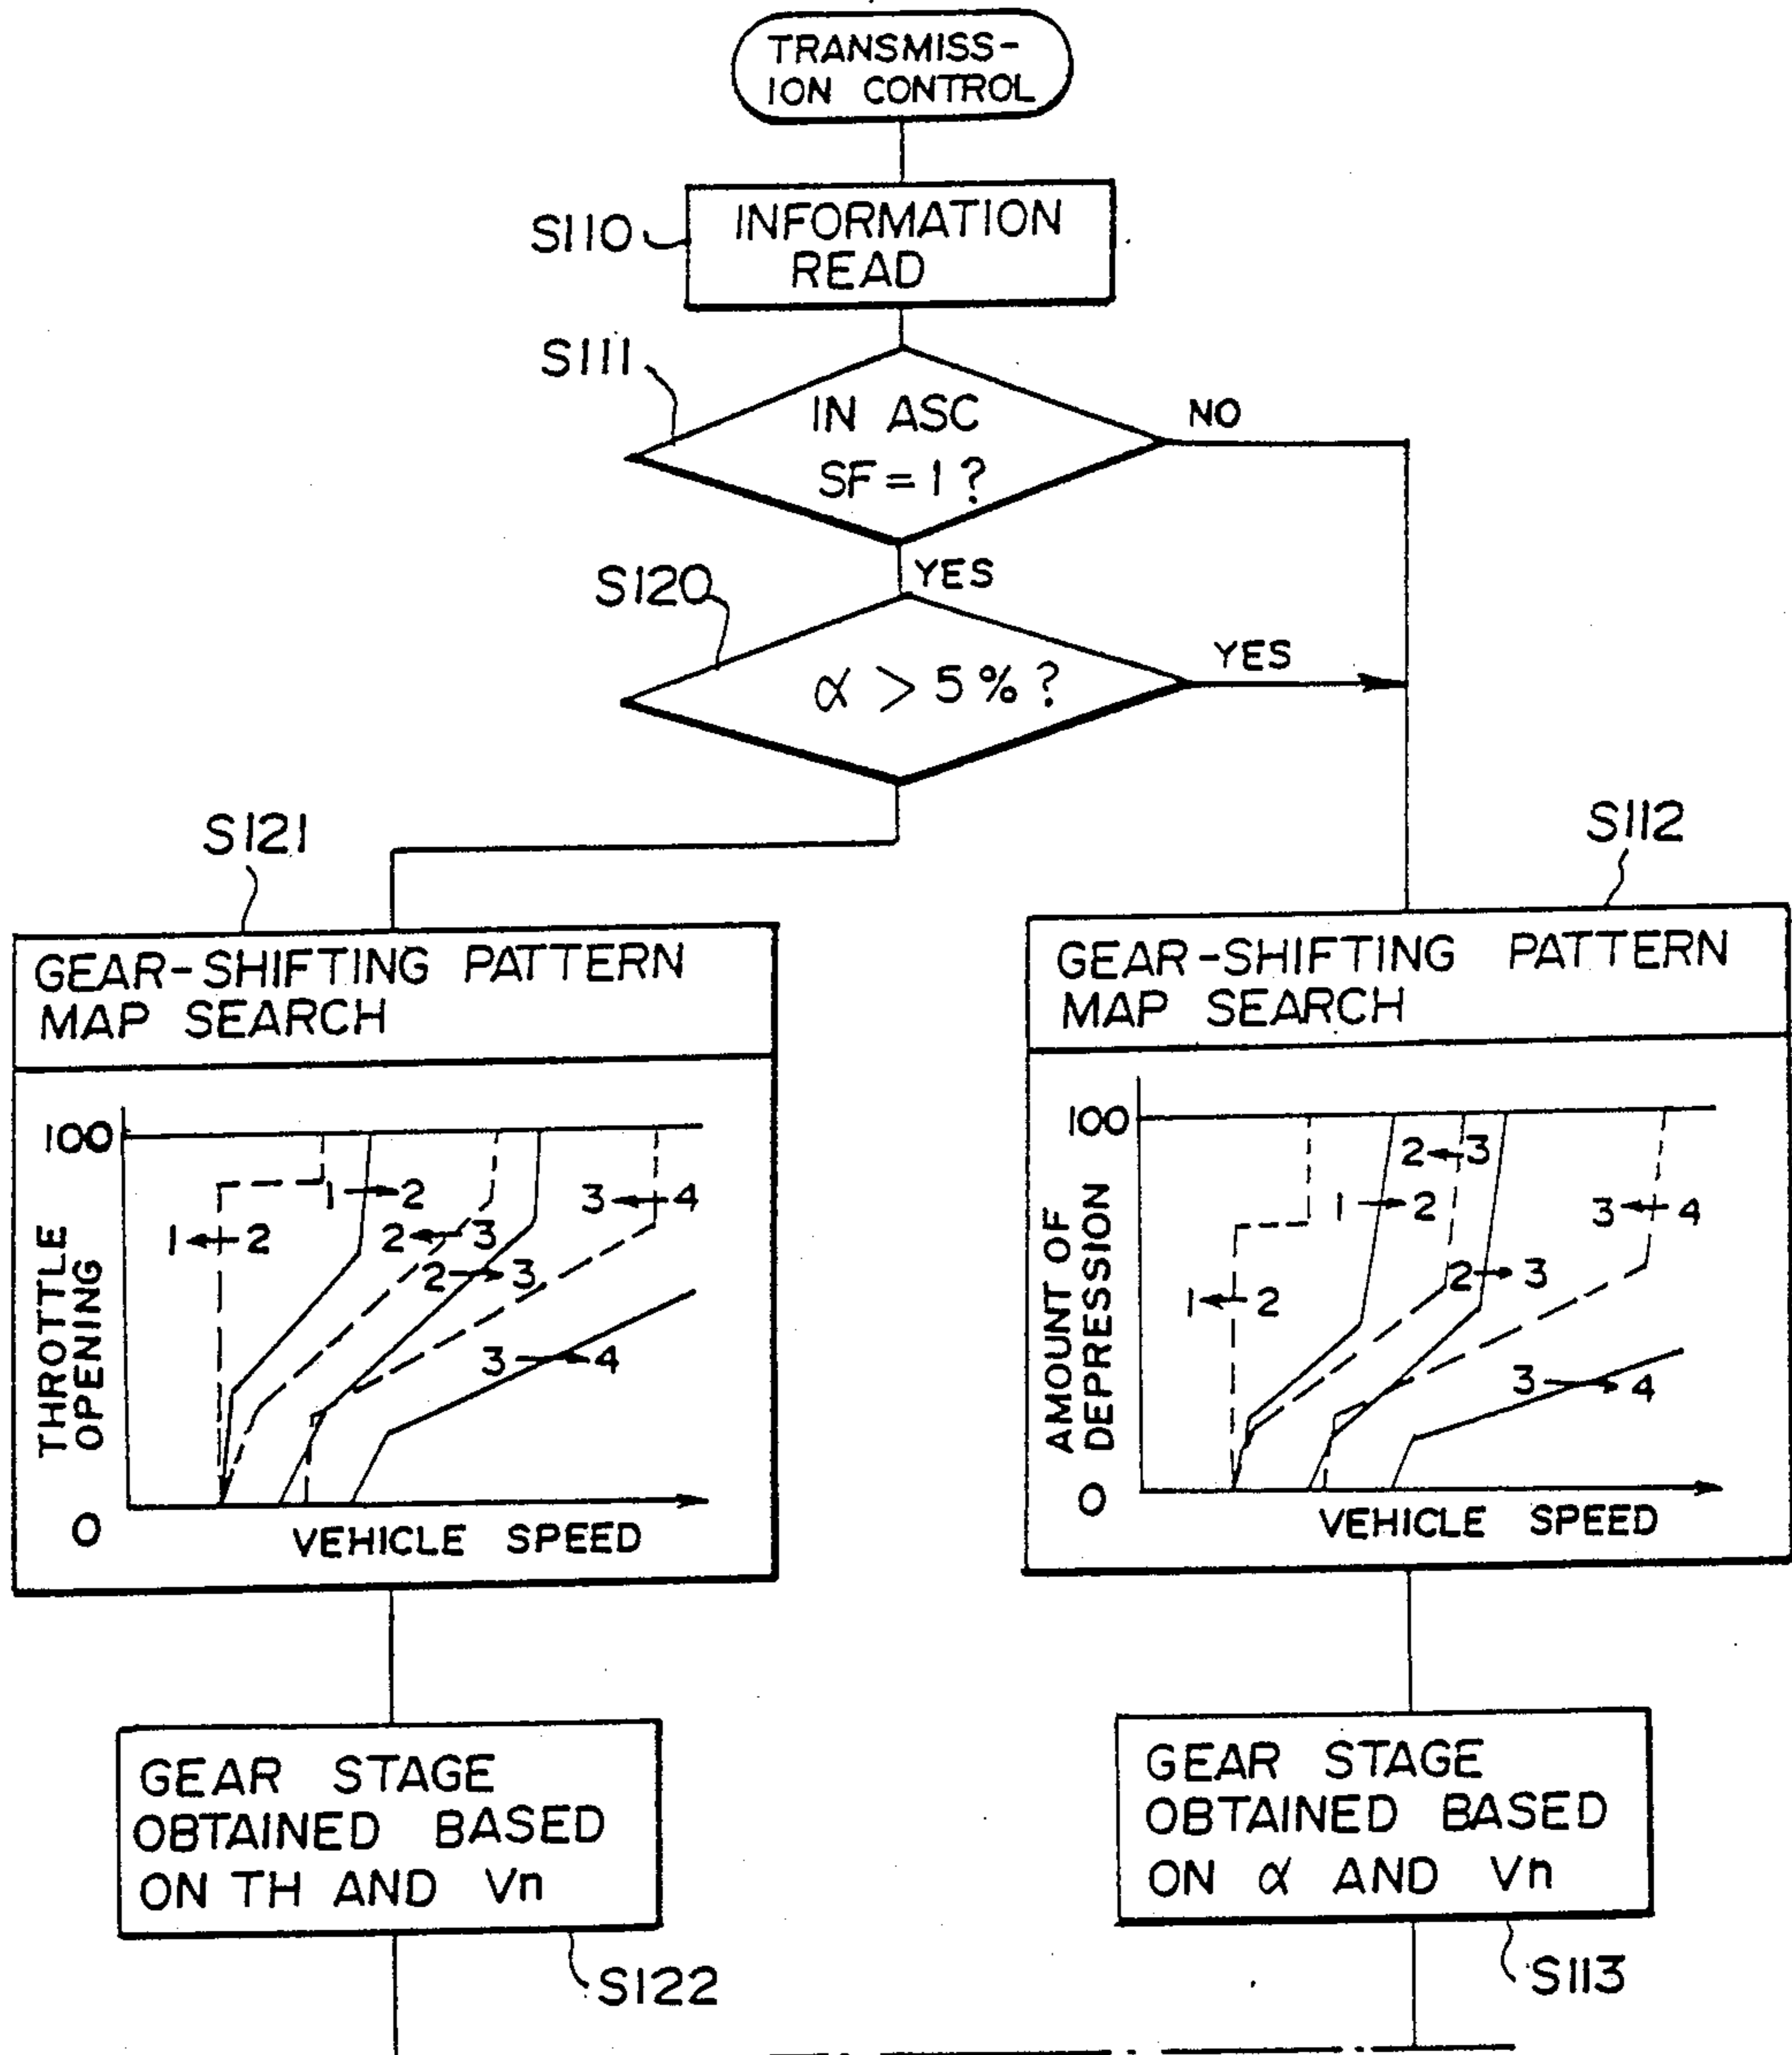 TRANSMISS-
ION CONTROL
S110
INFORMATION
READ
S111
IN ASC
SF = 1 ?
NO
YES
S120
α > 5 % ?
YES
S121
GEAR-SHIFTING PATTERN
MAP SEARCH
100
THROTTLE
OPENING
1←2
1→2
2←3
2→3
3←4
3→4
0
VEHICLE SPEED
S112
GEAR-SHIFTING PATTERN
MAP SEARCH
100
AMOUNT OF
DEPRESSION
2←3
1→2
3←4
1←2
2→3
3→4
0
VEHICLE SPEED
GEAR STAGE
OBTAINED BASED
ON TH AND Vn
S122
GEAR STAGE
OBTAINED BASED
ON α AND Vn
S113